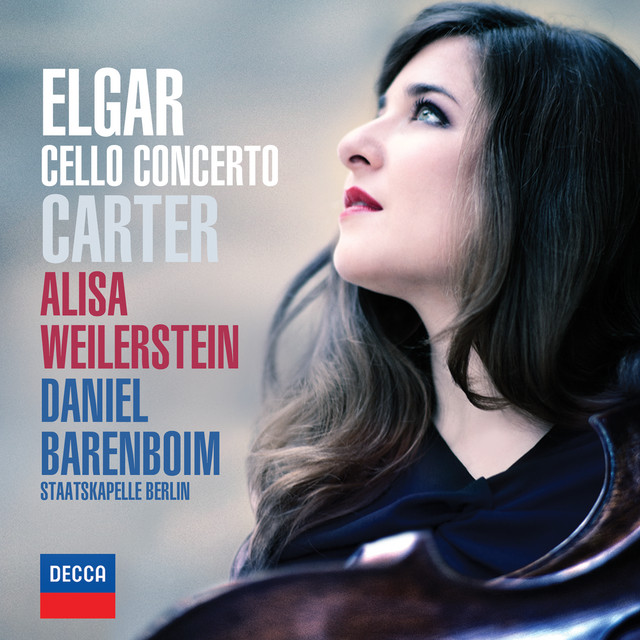 ELGAR
CELLO CONCERTO
CARTER
ALISA
WEILERSTEIN
DANIEL
BARENBOIM
STAATSKAPELLE BERLIN
DECCA